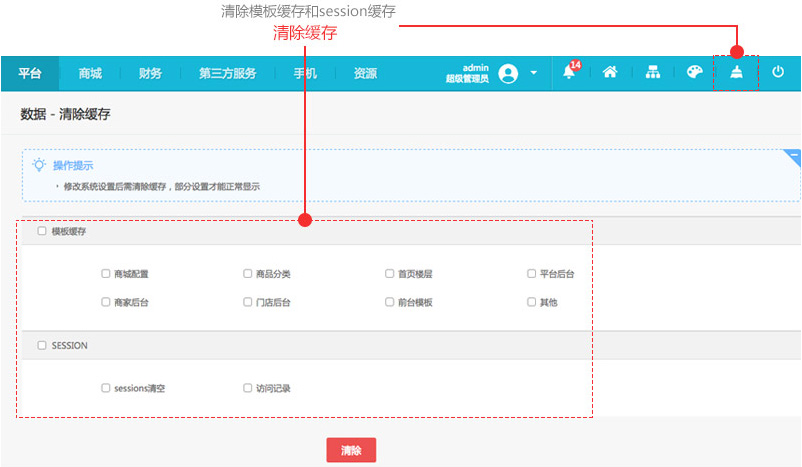 清除模板缓存和session缓存
清除缓存
平台 商城 财务 第三方服务 手机 资源 admin 14
超级管理员
数据 - 清除缓存
操作提示
修改系统设置后需清除缓存，部分设置才能正常显示
模板缓存
商城配置 商品分类 首页楼层 平台后台
商家后台 门店后台 前台模板 其他
SESSION
sessions清空 访问记录
清除